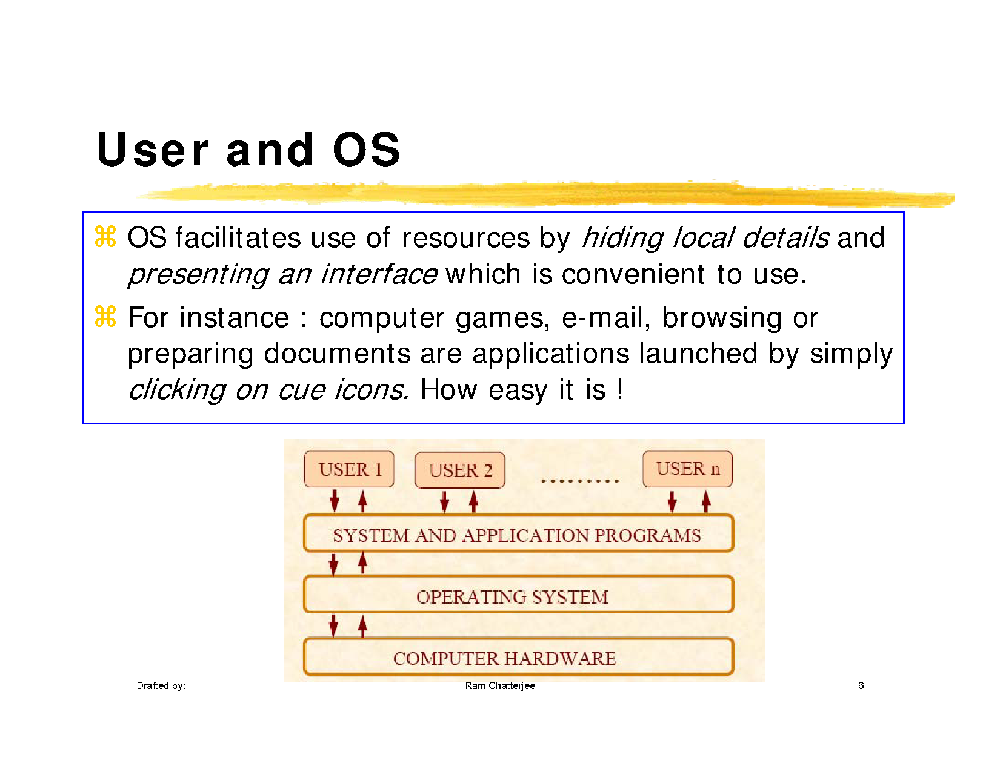 User and OS
⌘ OS facilitates use of resources by hiding local details and
presenting an interface which is convenient to use.
⌘ For instance : computer games, e-mail, browsing or
preparing documents are applications launched by simply
clicking on cue icons. How easy it is !
USER 1 USER 2 ......... USER n
SYSTEM AND APPLICATION PROGRAMS
OPERATING SYSTEM
COMPUTER HARDWARE
Drafted by: Ram Chatterjee 6